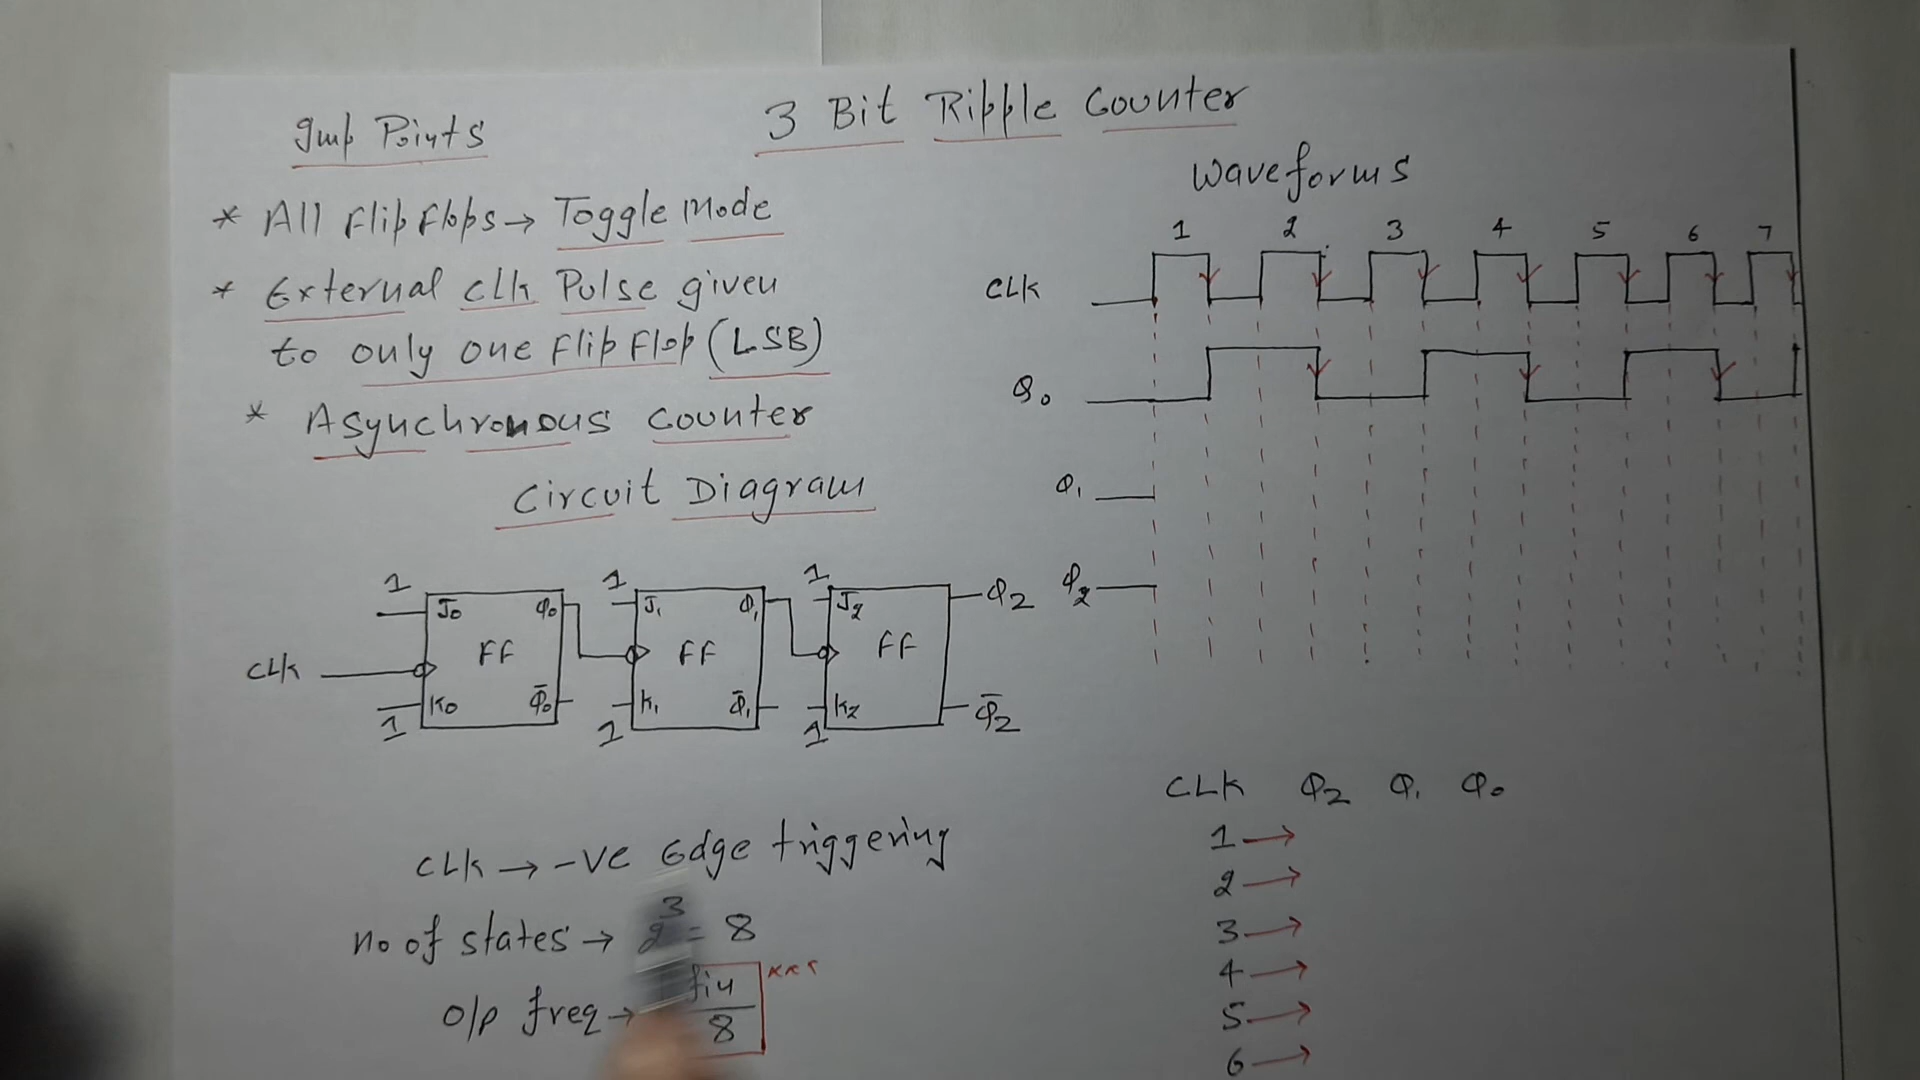 3 Bit Ripple Counter
Imp Points
* All Flip Flops → Toggle Mode
* External clk Pulse given
to only one Flip Flop (LSB)
* Asynchronous Counter
Circuit Diagram
1 1 1
J0 Q0 J1 Q1 J2 Q2
CLK FF FF FF
K0 Q̅0 K1 Q̅1 K2 Q̅2
1 1 1
CLK → -ve Edge triggering
no of states → 2³ = 8
o/p freq → fin/8 ***
Waveforms
1 2 3 4 5 6 7
CLK
Q0
Q1
Q2
CLK Q2 Q1 Q0
1 →
2 →
3 →
4 →
5 →
6 →